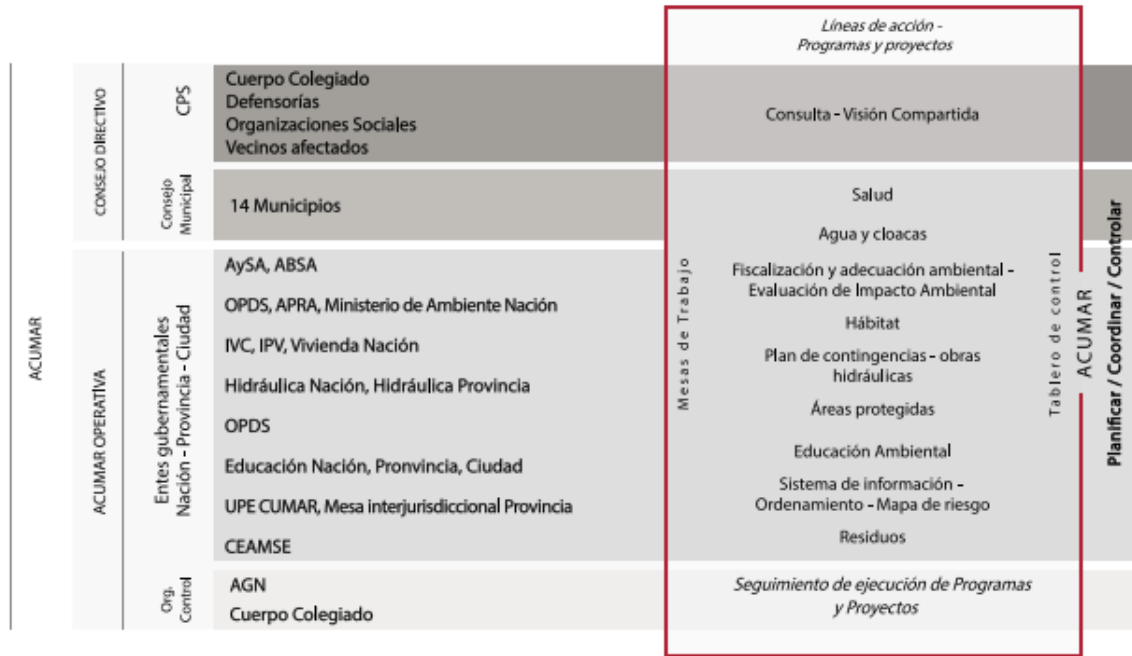 Líneas de acción -
Programas y proyectos
ACUMAR
CONSEJO DIRECTIVO
CPS
Cuerpo Colegiado
Defensorías
Organizaciones Sociales
Vecinos afectados
Consulta - Visión Compartida
Consejo
Municipal
14 Municipios
ACUMAR OPERATIVA
Entes gubernamentales
Nación - Provincia - Ciudad
AySA, ABSA
OPDS, APRA, Ministerio de Ambiente Nación
IVC, IPV, Vivienda Nación
Hidráulica Nación, Hidráulica Provincia
OPDS
Educación Nación, Pronvincia, Ciudad
UPE CUMAR, Mesa interjurisdiccional Provincia
CEAMSE
Mesas de Trabajo
Salud
Agua y cloacas
Fiscalización y adecuación ambiental -
Evaluación de Impacto Ambiental
Hábitat
Plan de contingencias - obras
hidráulicas
Áreas protegidas
Educación Ambiental
Sistema de información -
Ordenamiento - Mapa de riesgo
Residuos
Tablero de control
ACUMAR
Planificar / Coordinar / Controlar
Org.
Control
AGN
Cuerpo Colegiado
Seguimiento de ejecución de Programas
y Proyectos